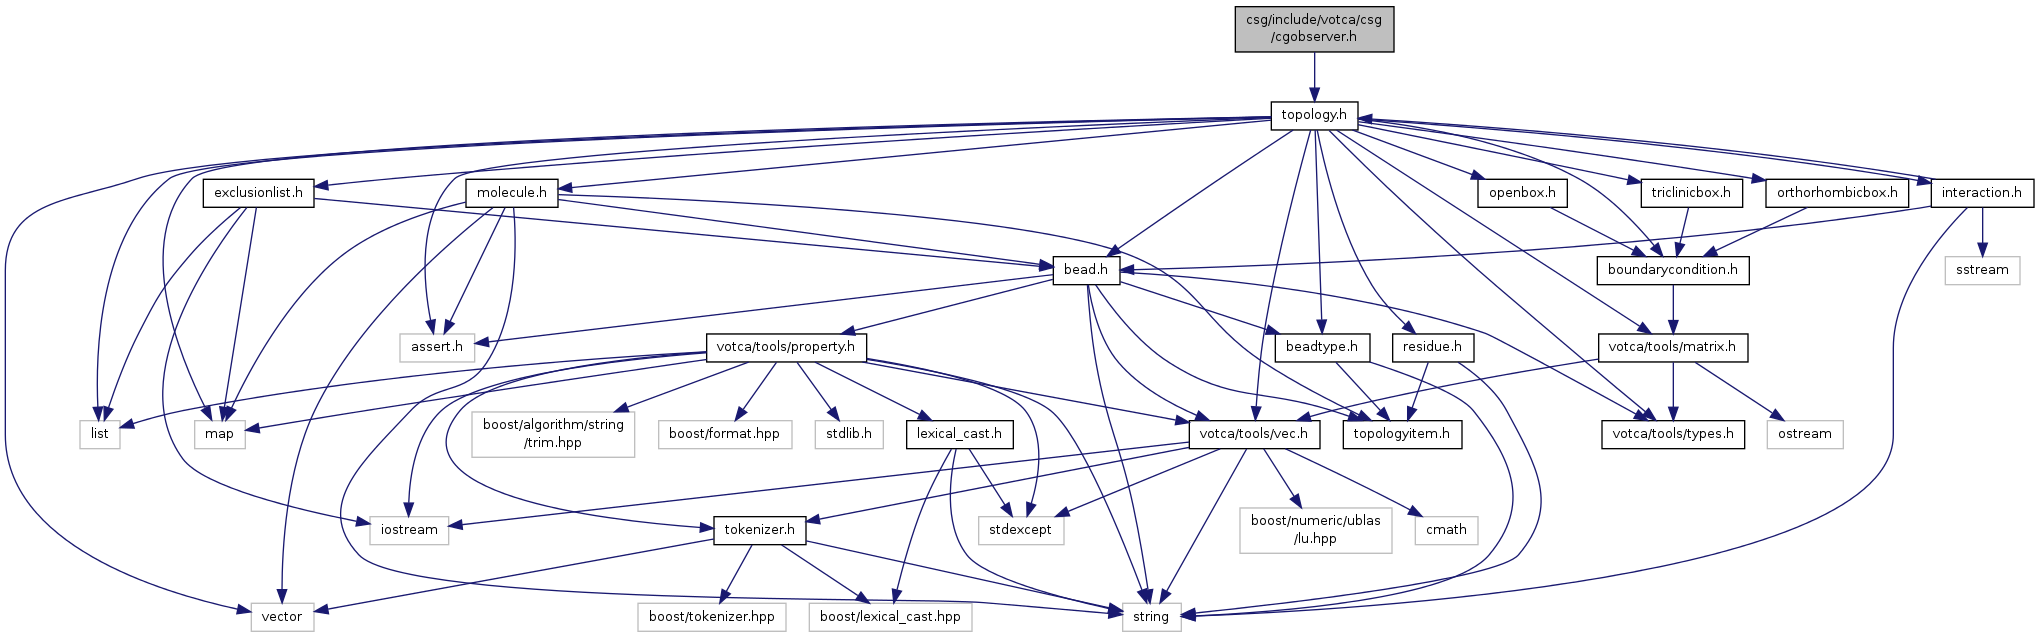 csg/include/votca/csg
/cgobserver.h
topology.h
exclusionlist.h
molecule.h
openbox.h
triclinicbox.h
orthorhombicbox.h
interaction.h
bead.h
boundarycondition.h
sstream
assert.h
votca/tools/property.h
beadtype.h
residue.h
votca/tools/matrix.h
list
map
boost/algorithm/string
/trim.hpp
boost/format.hpp
stdlib.h
lexical_cast.h
votca/tools/vec.h
topologyitem.h
votca/tools/types.h
ostream
iostream
tokenizer.h
stdexcept
boost/numeric/ublas
/lu.hpp
cmath
vector
boost/tokenizer.hpp
boost/lexical_cast.hpp
string